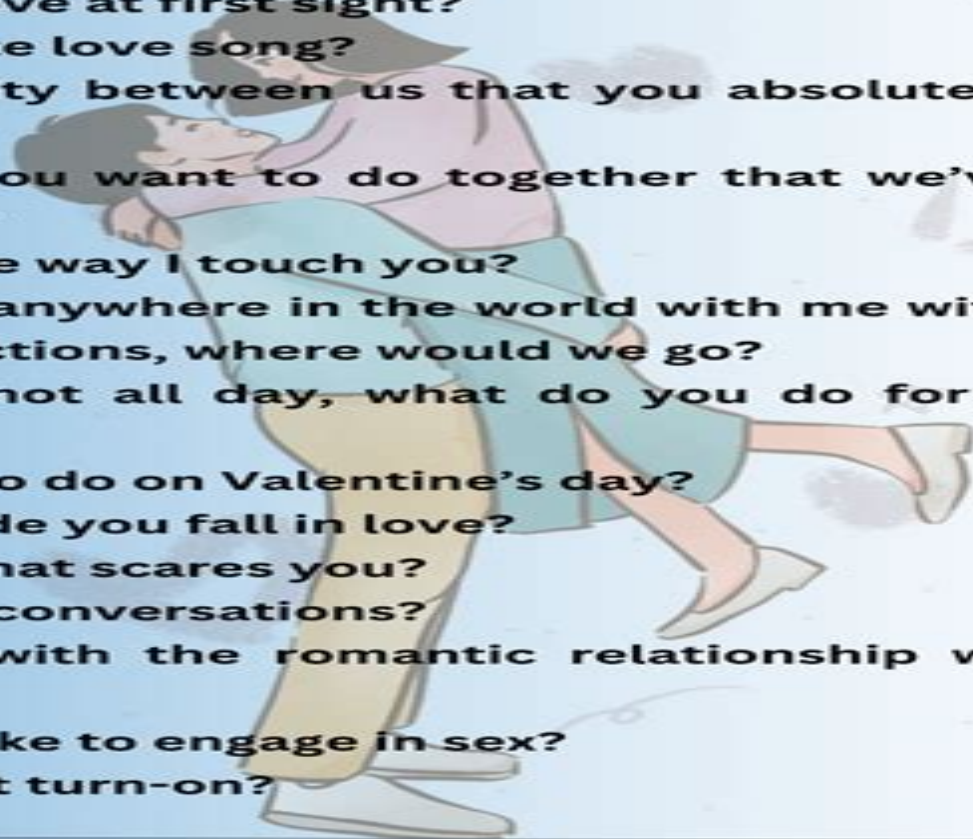 ve at first sight?
e love song?
ty between us that you absolute
ou want to do together that we'v
e way I touch you?
anywhere in the world with me wi
ctions, where would we go?
not all day, what do you do for
o do on Valentine's day?
de you fall in love?
hat scares you?
conversations?
with the romantic relationship w
ke to engage in sex?
t turn-on?